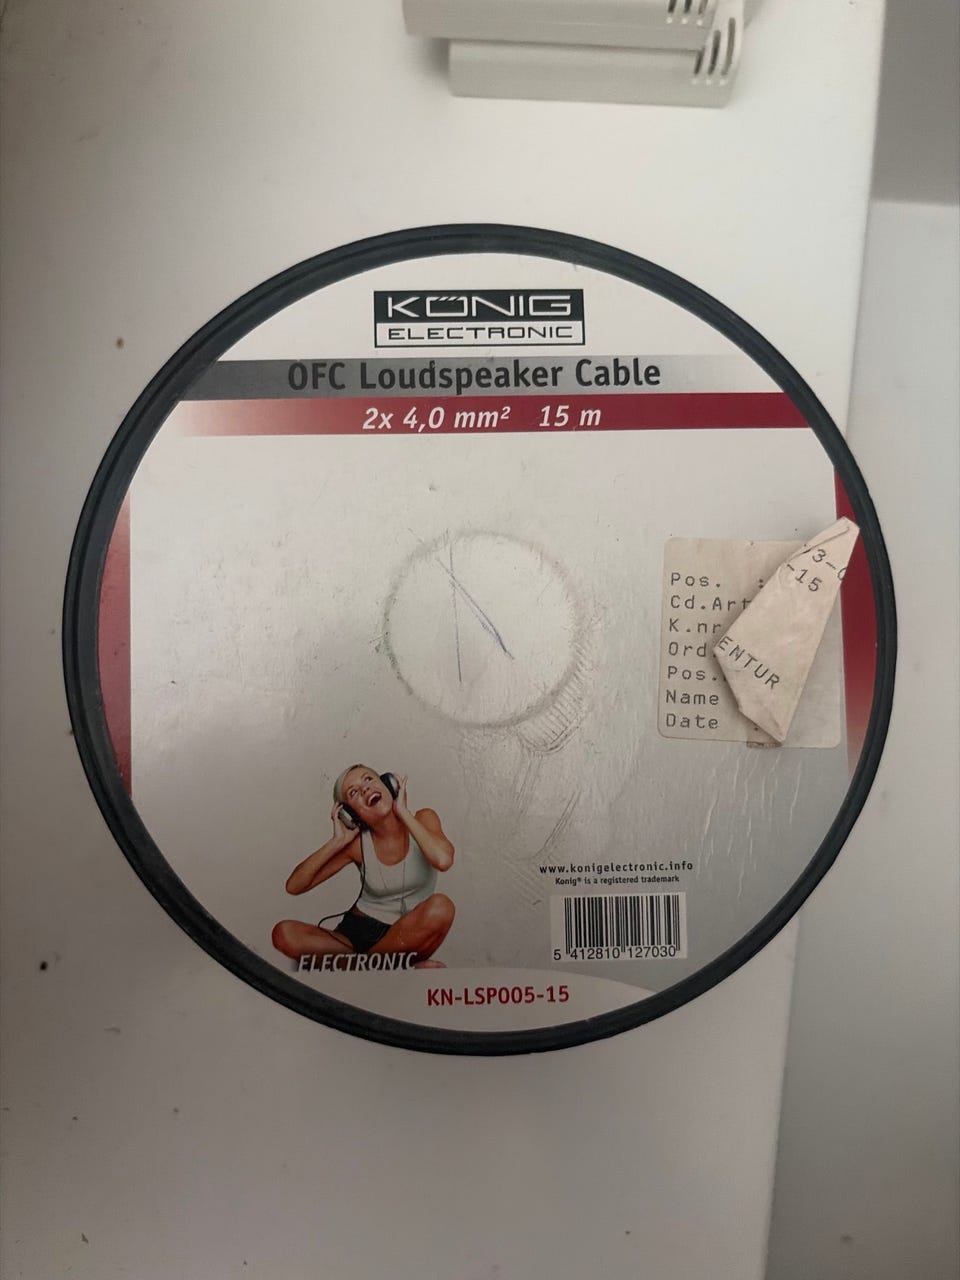 KÖNIG
ELECTRONIC
OFC Loudspeaker Cable
2x 4,0 mm² 15 m
Pos. :
Cd.Art
K.nr
Ord.
Pos.
Name
Date :
-15
ENTUR
www.konigelectronic.info
Konig® is a registered trademark
5 412810 127030
ELECTRONIC
KN-LSP005-15